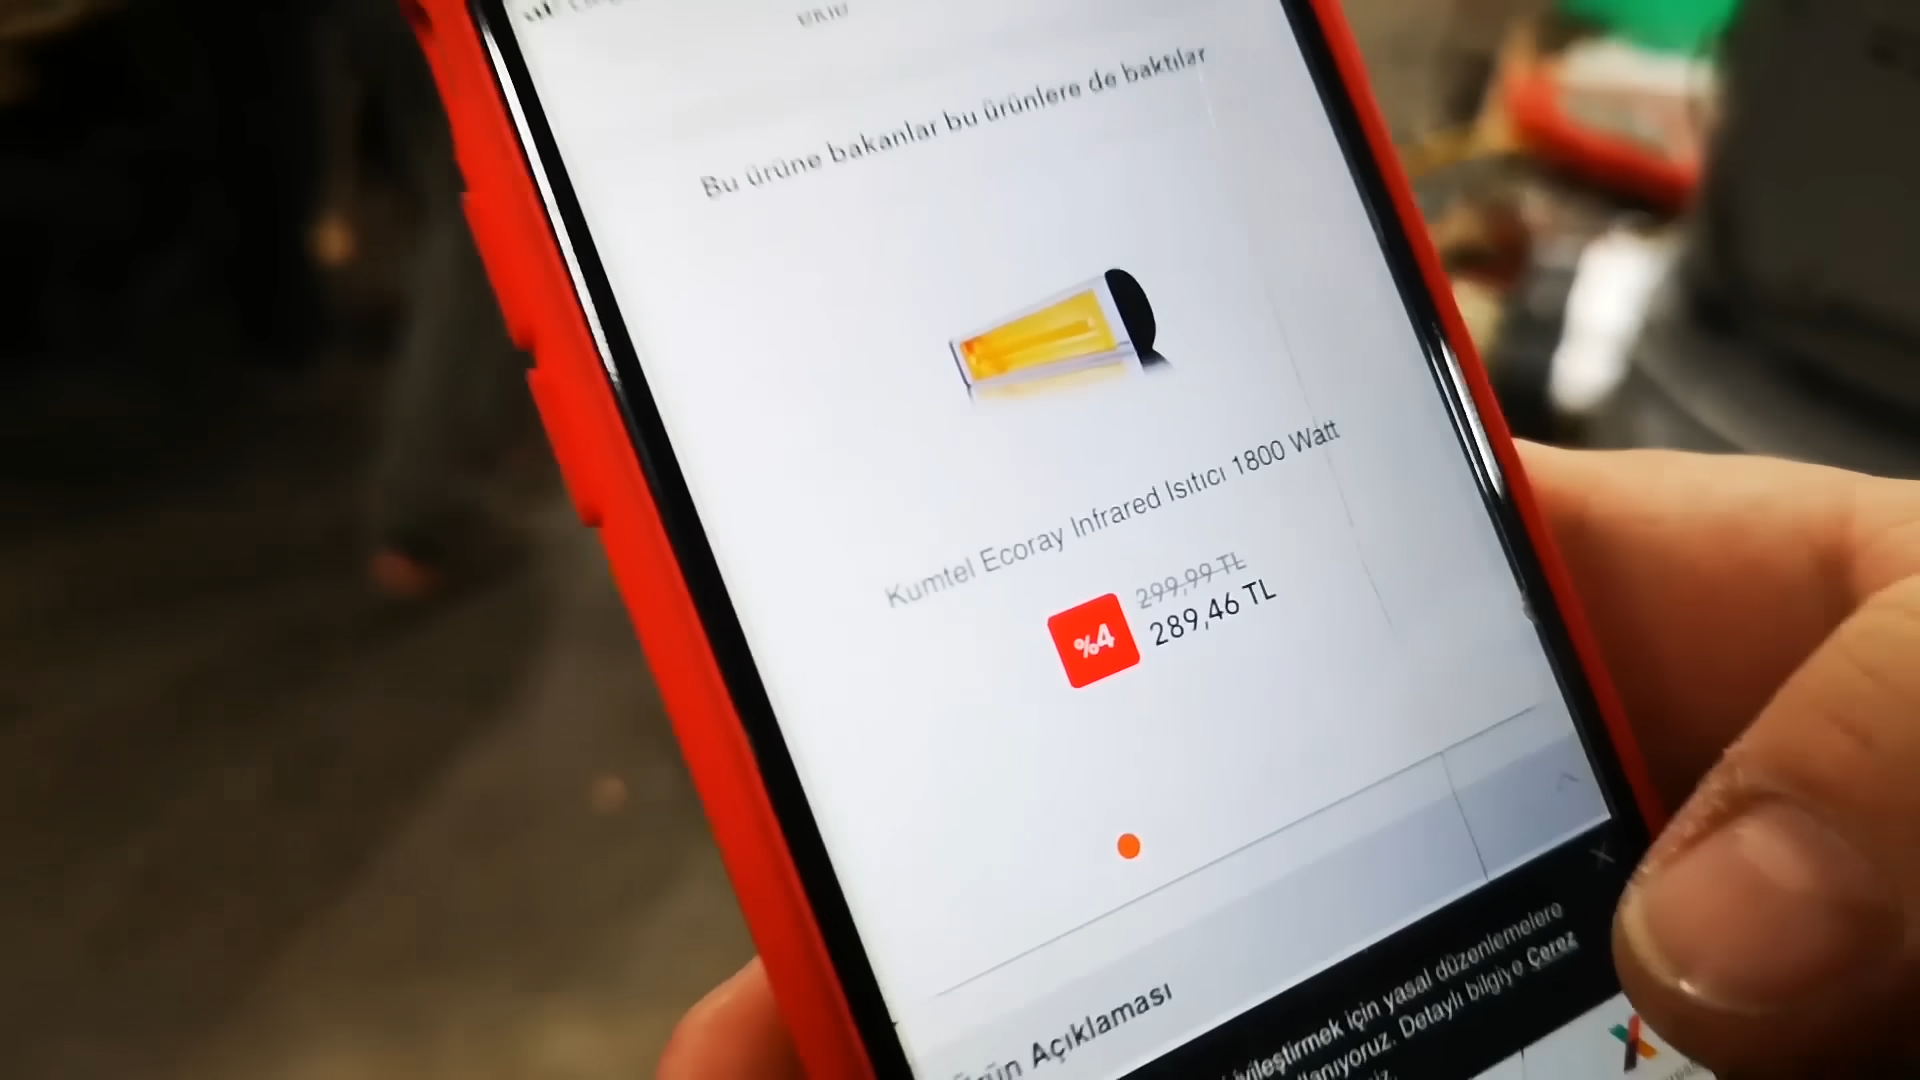 Bu ürüne bakanlar bu ürünlere de baktılar
Kumtel Ecoray Infrared Isıtıcı 1800 Watt
299,99 TL
%4
289,46 TL
Ürün Açıklaması
iyileştirmek için yasal düzenlemelere
Detaylı bilgiye Çerez